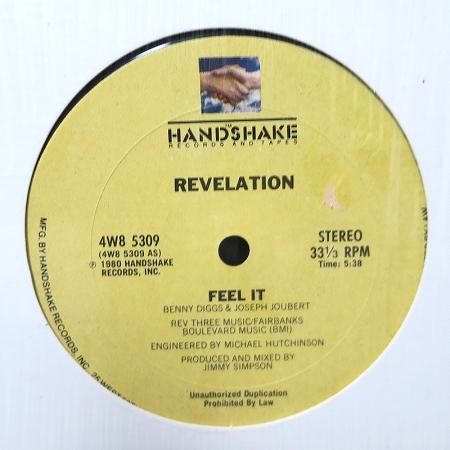 HANDSHAKE
RECORDS AND TAPES
REVELATION
4W8 5309
(4W8 5309 AS)
℗ 1980 HANDSHAKE
RECORDS, INC.
STEREO
33⅓ RPM
Time: 5:38
FEEL IT
BENNY DIGGS & JOSEPH JOUBERT
REV THREE MUSIC/FAIRBANKS
BOULEVARD MUSIC (BMI)
ENGINEERED BY MICHAEL HUTCHINSON
PRODUCED AND MIXED BY
JIMMY SIMPSON
Unauthorized Duplication
Prohibited By Law
MFG. BY HANDSHAKE RECORDS, INC.